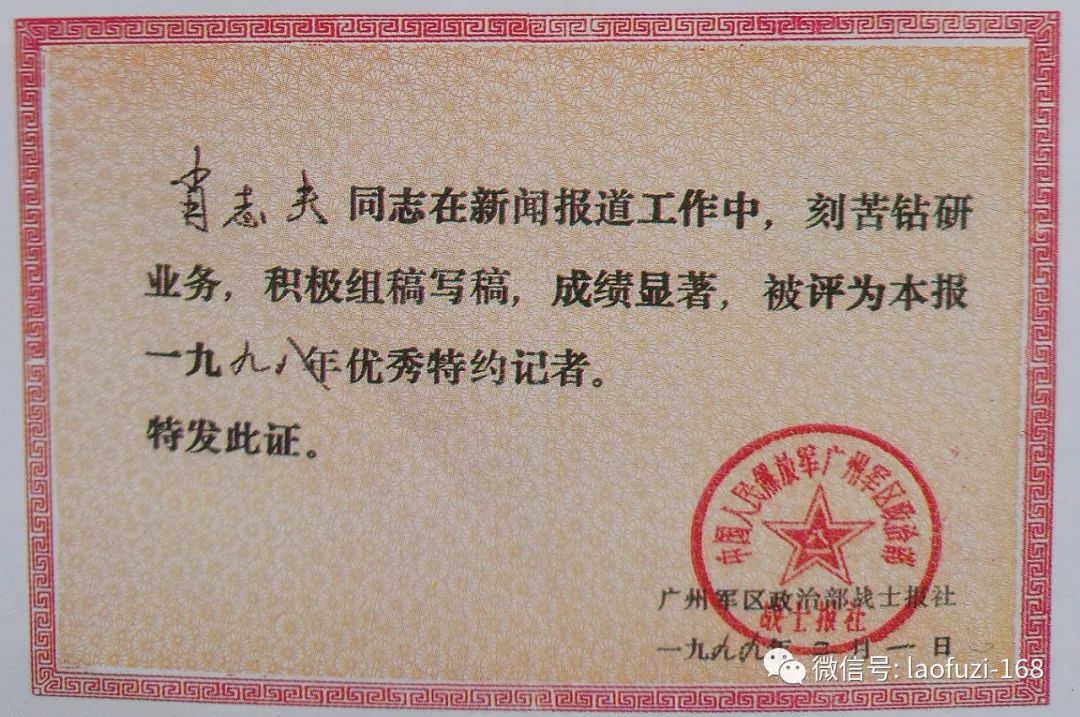 肖志夫同志在新闻报道工作中，刻苦钻研
业务，积极组稿写稿，成绩显著，被评为本报
一九九八年优秀特约记者。
特发此证。
中国人民解放军广州军区政治部
战士报社
广州军区政治部战士报社
一九九九年二月一日
微信号: laofuzi-168